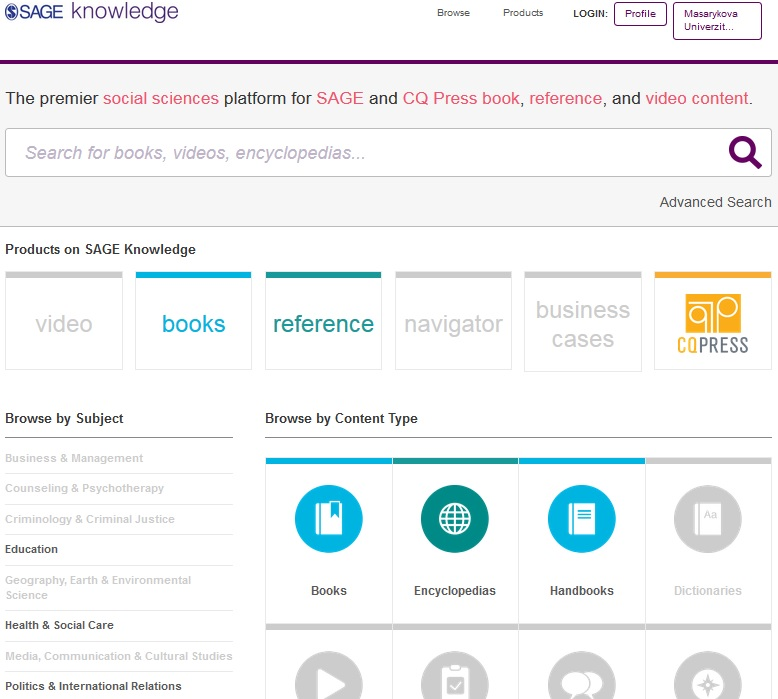 SAGE knowledge
Browse
Products
LOGIN:
Profile
Masarykova
Univerzit...
The premier social sciences platform for SAGE and CQ Press book, reference, and video content.
Search for books, videos, encyclopedias...
Advanced Search
Products on SAGE Knowledge
video
books
reference
navigator
business
cases
CQPRESS
Browse by Subject
Business & Management
Counseling & Psychotherapy
Criminology & Criminal Justice
Education
Geography, Earth & Environmental
Science
Health & Social Care
Media, Communication & Cultural Studies
Politics & International Relations
Browse by Content Type
Aa
Books
Encyclopedias
Handbooks
Dictionaries